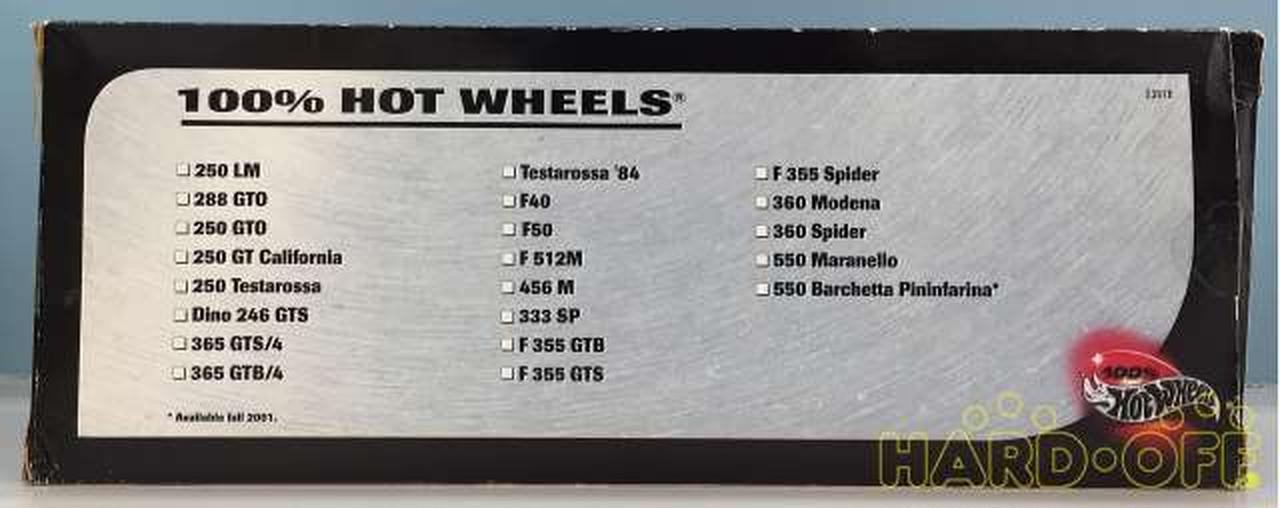 100% HOT WHEELS®
☐ 250 LM
☐ 288 GTO
☐ 250 GTO
☐ 250 GT California
☐ 250 Testarossa
☐ Dino 246 GTS
☐ 365 GTS/4
☐ 365 GTB/4
☐ Testarossa '84
☐ F40
☐ F50
☐ F 512M
☐ 456 M
☐ 333 SP
☐ F 355 GTB
☐ F 355 GTS
☐ F 355 Spider
☐ 360 Modena
☐ 360 Spider
☐ 550 Maranello
☐ 550 Barchetta Pininfarina*
* Available fall 2001.
100%
Hot Wheels
HARD•OFF